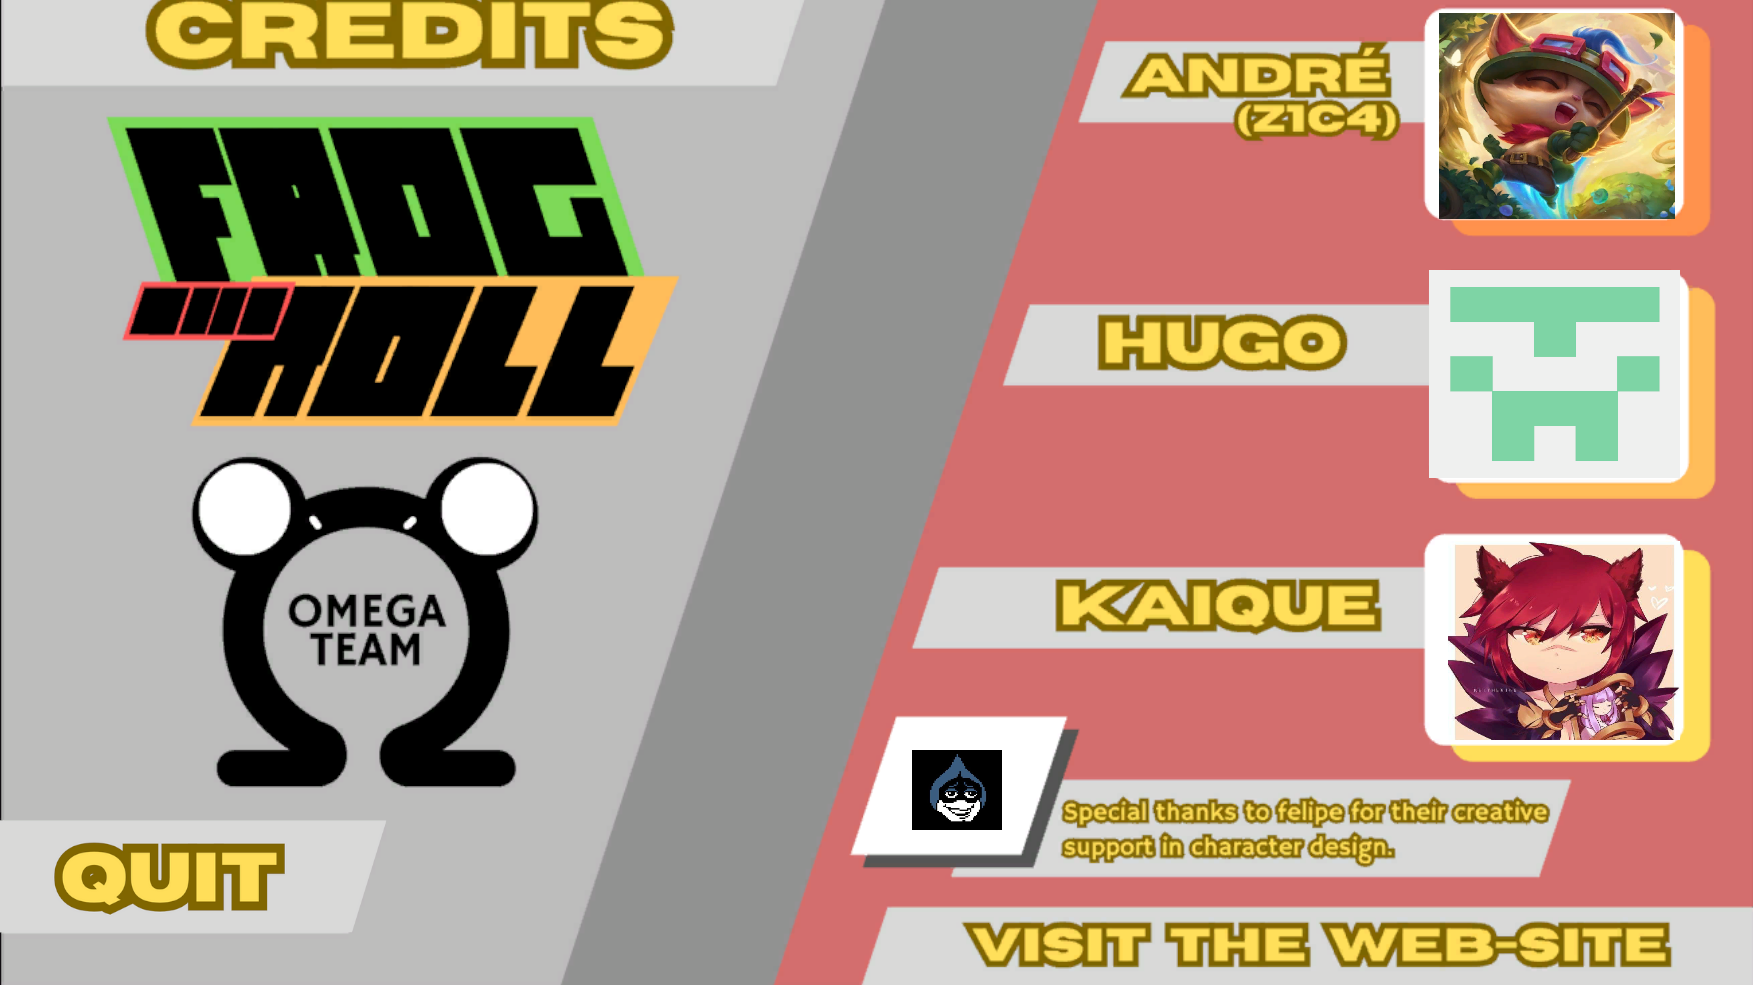 CREDITS
FROG
ROLL
OMEGA
TEAM
QUIT
ANDRÉ
(Z1C4)
HUGO
KAIQUE
Special thanks to felipe for their creative
support in character design.
VISIT THE WEB-SITE